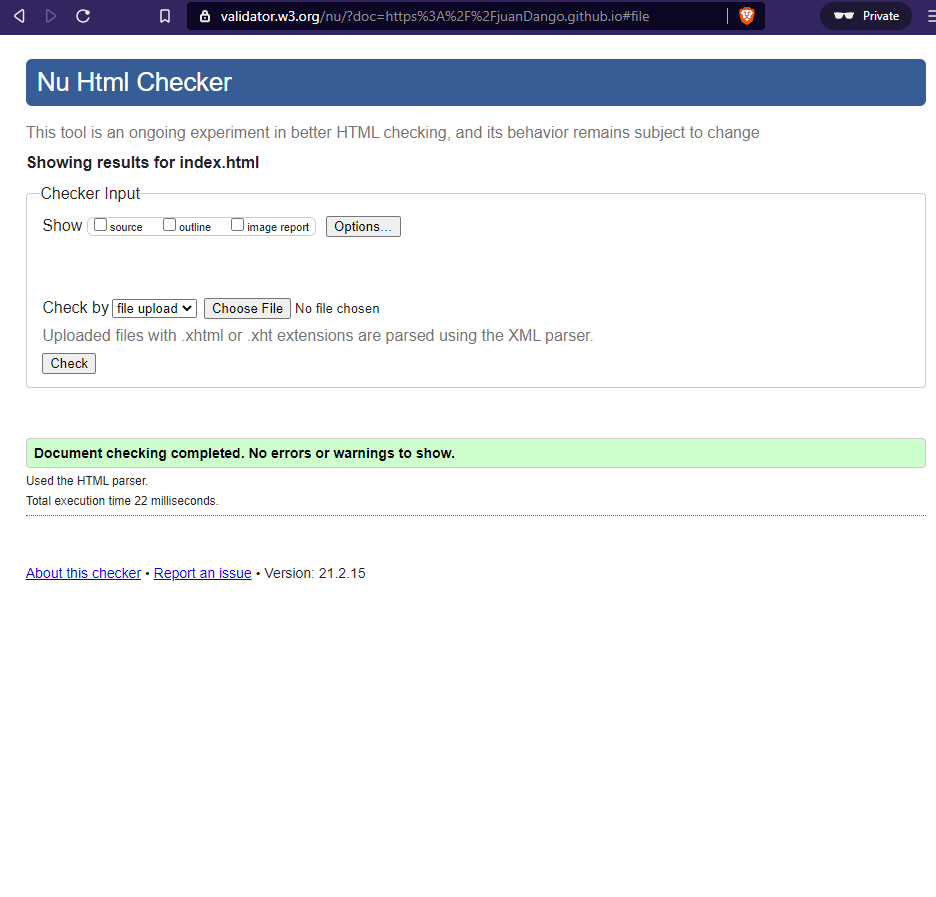 validator.w3.org/nu/?doc=https%3A%2F%2FjuanDango.github.io#file
Private
Nu Html Checker
This tool is an ongoing experiment in better HTML checking, and its behavior remains subject to change
Showing results for index.html
Checker Input
Show source outline image report Options...
Check by file upload Choose File No file chosen
Uploaded files with .xhtml or .xht extensions are parsed using the XML parser.
Check
Document checking completed. No errors or warnings to show.
Used the HTML parser.
Total execution time 22 milliseconds.
About this checker • Report an issue • Version: 21.2.15